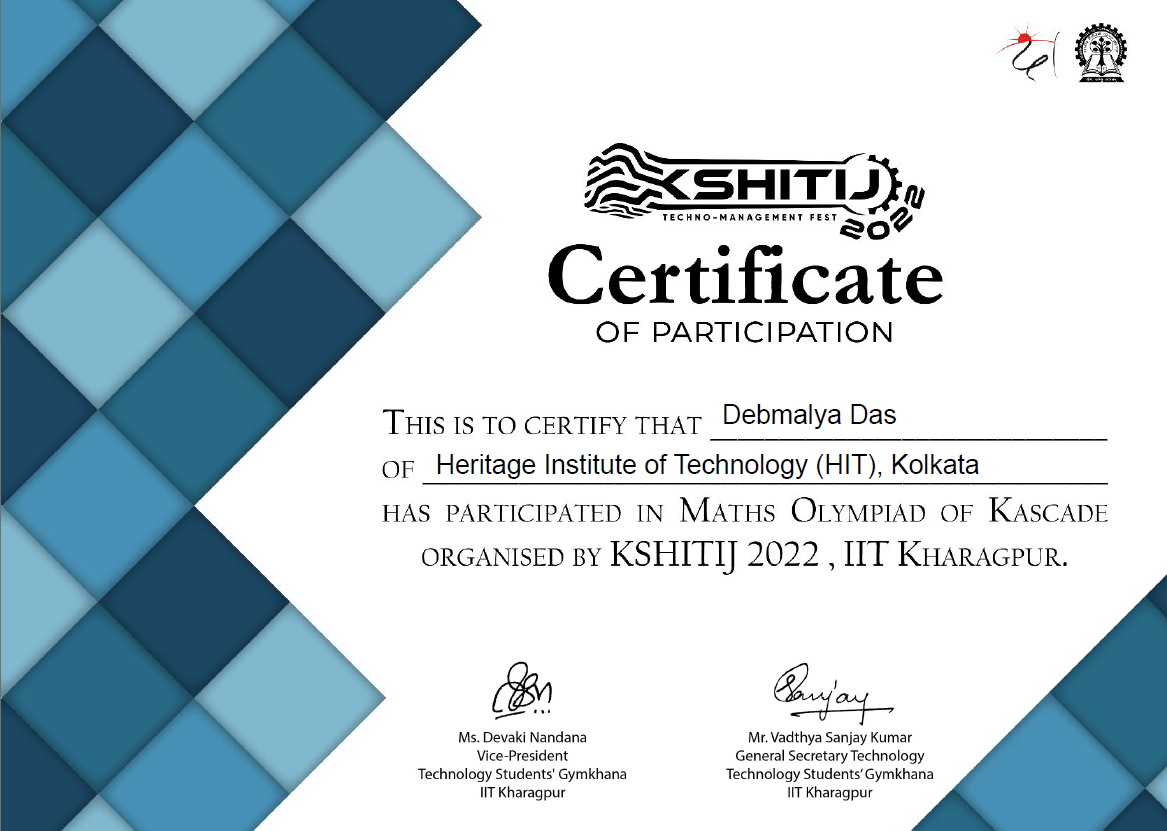 KSHITIJ
TECHNO-MANAGEMENT FEST
2022
Certificate
OF PARTICIPATION
THIS IS TO CERTIFY THAT Debmalya Das
OF Heritage Institute of Technology (HIT), Kolkata
HAS PARTICIPATED IN MATHS OLYMPIAD OF KASCADE
ORGANISED BY KSHITIJ 2022 , IIT KHARAGPUR.
Sanjay
Ms. Devaki Nandana
Vice-President
Technology Students' Gymkhana
IIT Kharagpur
Mr. Vadthya Sanjay Kumar
General Secretary Technology
Technology Students' Gymkhana
IIT Kharagpur